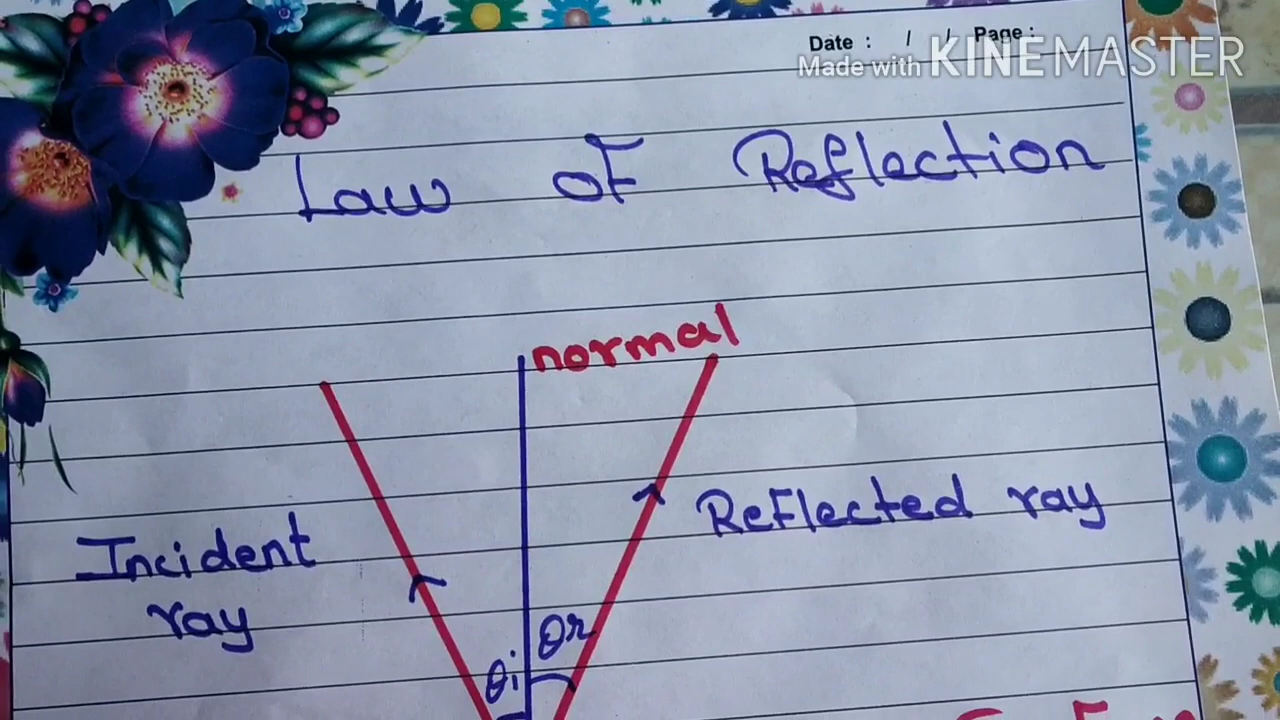 Date : / / Page :
Made with KINEMASTER
Law of Reflection
normal
Reflected ray
Incident
ray
θr
θi